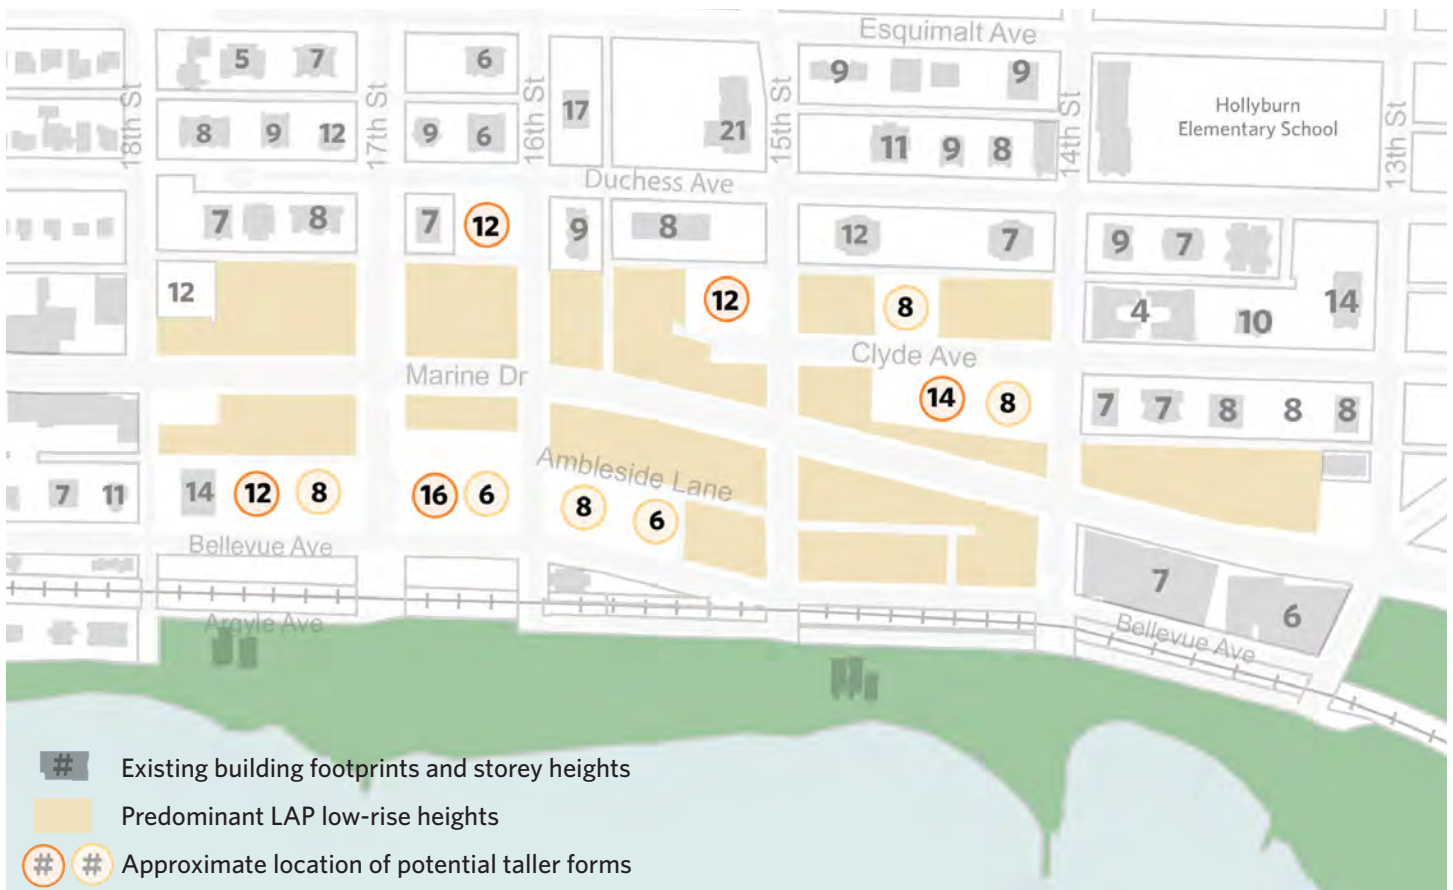 Esquimalt Ave
5 7 6 9 9
17 21
18th St
17th St
16th St
15th St
14th St
13th St
Hollyburn
Elementary School
8 9 12 9 6 11 9 8
Duchess Ave
7 8 7 12 9 8 12 7 9 7
12 12 8 4 10 14
Clyde Ave
Marine Dr
14 8 7 7 8 8 8
Ambleside Lane
7 11 14 12 8 16 6 8 6
Bellevue Ave
7 6
Argyle Ave
Bellevue Ave
# Existing building footprints and storey heights
Predominant LAP low-rise heights
# # Approximate location of potential taller forms